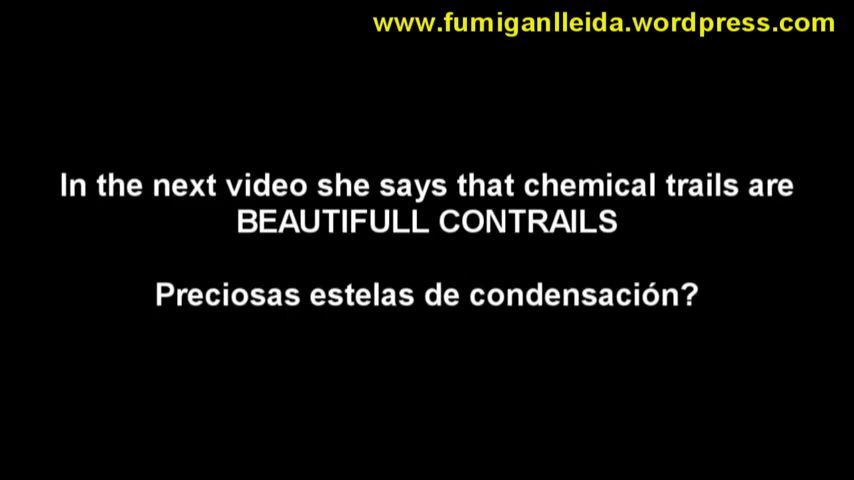 www.fumiganlleida.wordpress.com
In the next video she says that chemical trails are
BEAUTIFULL CONTRAILS
Preciosas estelas de condensación?